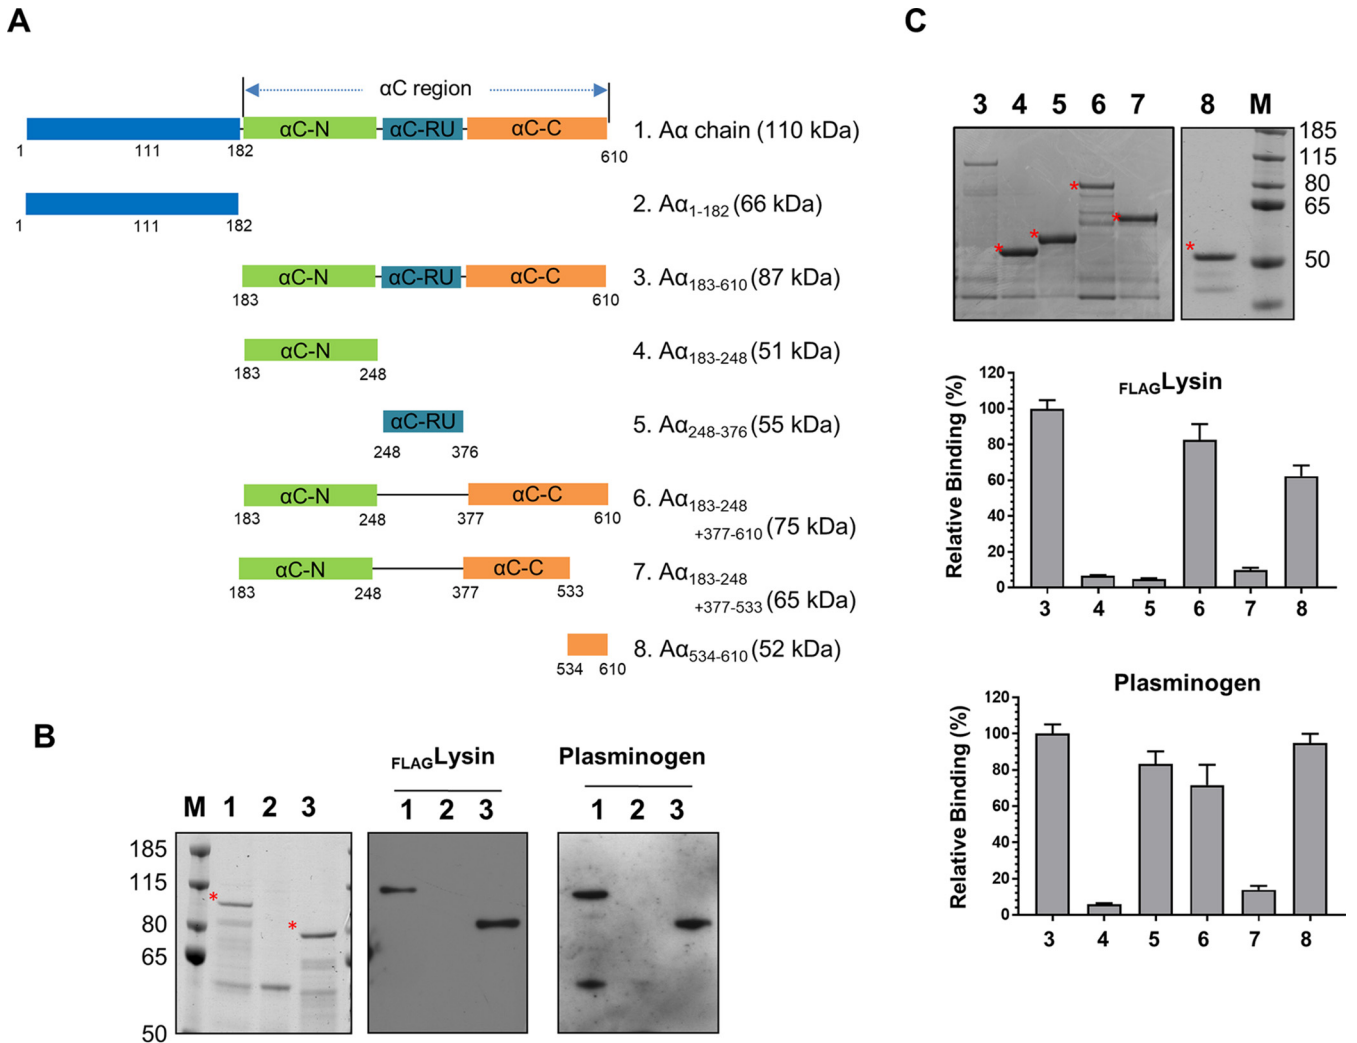 A
αC region
αC-N αC-RU αC-C 1. Aα chain (110 kDa)
1 111 182 610
2. Aα1-182 (66 kDa)
1 111 182
αC-N αC-RU αC-C 3. Aα183-610 (87 kDa)
183 610
αC-N 4. Aα183-248 (51 kDa)
183 248
αC-RU 5. Aα248-376 (55 kDa)
248 376
αC-N αC-C 6. Aα183-248
183 248 377 610 +377-610 (75 kDa)
αC-N αC-C 7. Aα183-248
183 248 377 533 +377-533 (65 kDa)
8. Aα534-610 (52 kDa)
534 610
B
FLAGLysin Plasminogen
M 1 2 3 1 2 3 1 2 3
185
115
*
80
*
65
50
C
3 4 5 6 7 8 M
185
115
80
65
50
* * * * *
FLAGLysin
Relative Binding (%)
120
100
80
60
40
20
0
3 4 5 6 7 8
Plasminogen
Relative Binding (%)
120
100
80
60
40
20
0
3 4 5 6 7 8